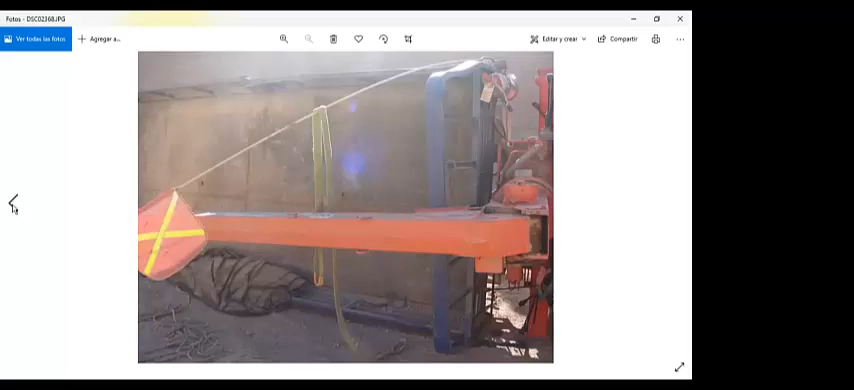 Fotos - DSC02368.JPG
Ver todas las fotos
Agregar a...
Editar y crear
Compartir